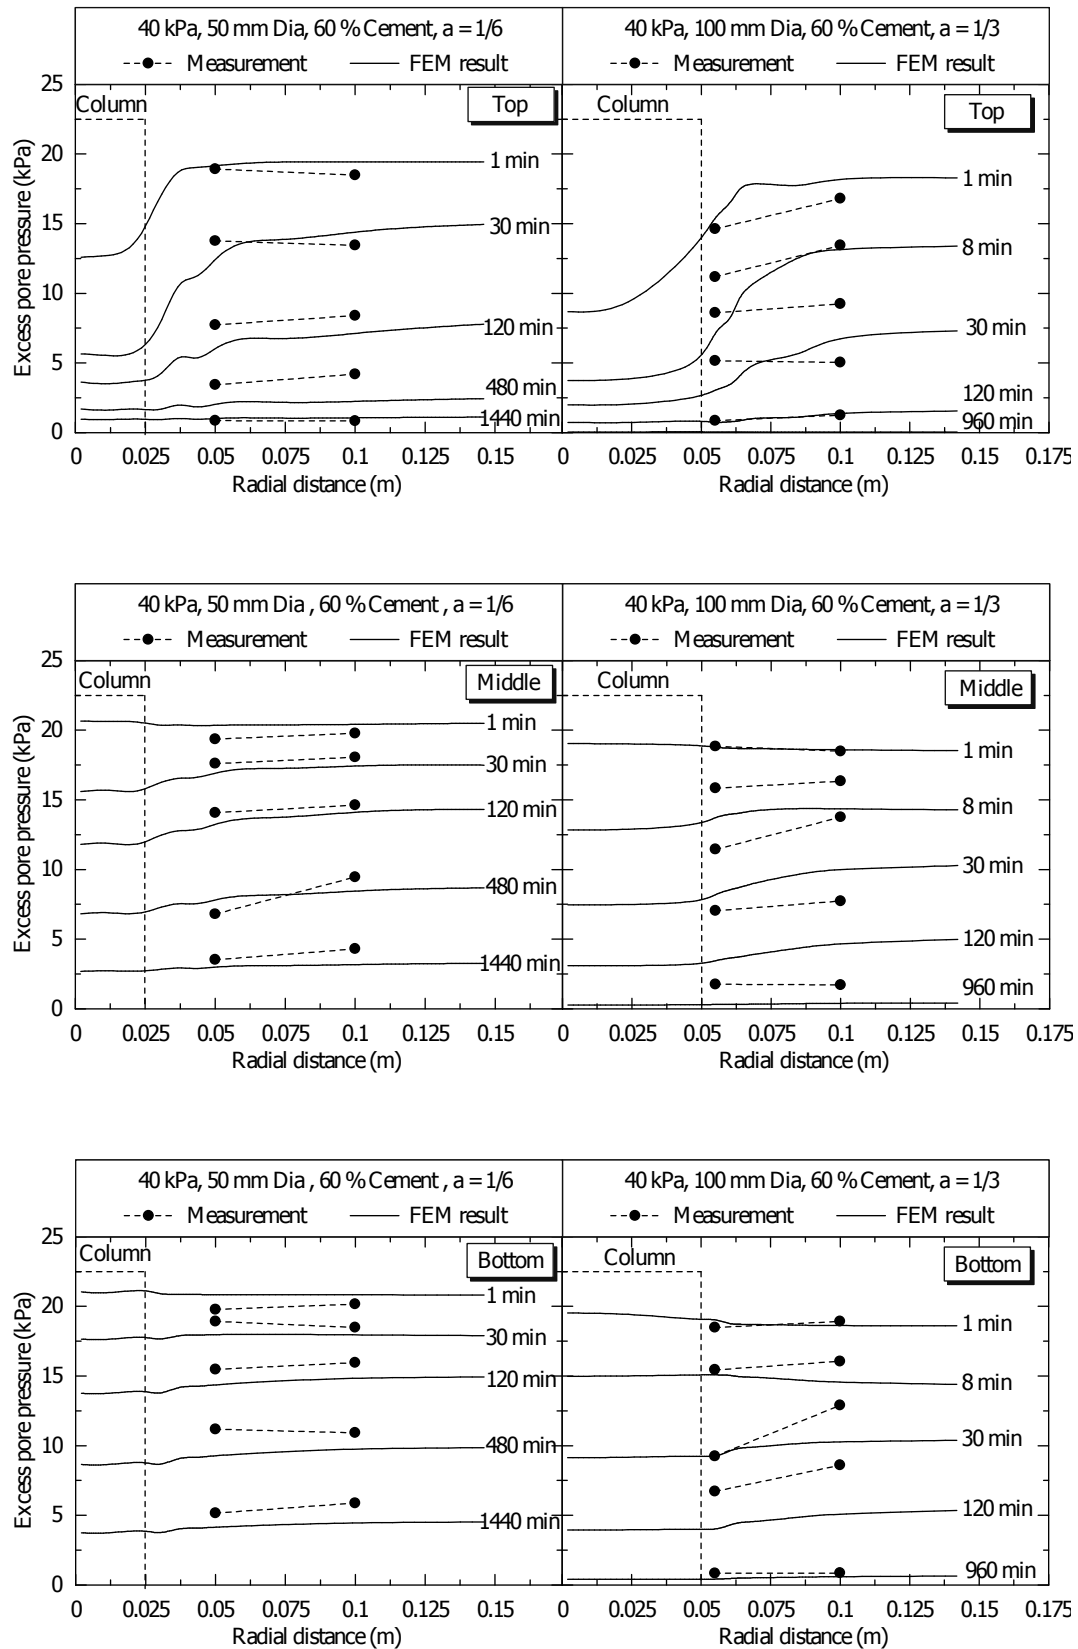 40 kPa, 50 mm Dia, 60 % Cement, a = 1/6
Measurement FEM result
40 kPa, 100 mm Dia, 60 % Cement, a = 1/3
Measurement FEM result
Excess pore pressure (kPa)
25
20
15
10
5
0
Column
Top
1 min
30 min
120 min
480 min
1440 min
Column
Top
1 min
8 min
30 min
120 min
960 min
0 0.025 0.05 0.075 0.1 0.125 0.15
0 0.025 0.05 0.075 0.1 0.125 0.15 0.175
Radial distance (m)
Radial distance (m)
40 kPa, 50 mm Dia , 60 % Cement , a = 1/6
Measurement FEM result
40 kPa, 100 mm Dia, 60 % Cement, a = 1/3
Measurement FEM result
Excess pore pressure (kPa)
25
20
15
10
5
0
Column
Middle
1 min
30 min
120 min
480 min
1440 min
Column
Middle
1 min
8 min
30 min
120 min
960 min
0 0.025 0.05 0.075 0.1 0.125 0.15
0 0.025 0.05 0.075 0.1 0.125 0.15 0.175
Radial distance (m)
Radial distance (m)
40 kPa, 50 mm Dia , 60 % Cement , a = 1/6
Measurement FEM result
40 kPa, 100 mm Dia, 60 % Cement, a = 1/3
Measurement FEM result
Excess pore pressure (kPa)
25
20
15
10
5
0
Column
Bottom
1 min
30 min
120 min
480 min
1440 min
Column
Bottom
1 min
8 min
30 min
120 min
960 min
0 0.025 0.05 0.075 0.1 0.125 0.15
0 0.025 0.05 0.075 0.1 0.125 0.15 0.175
Radial distance (m)
Radial distance (m)